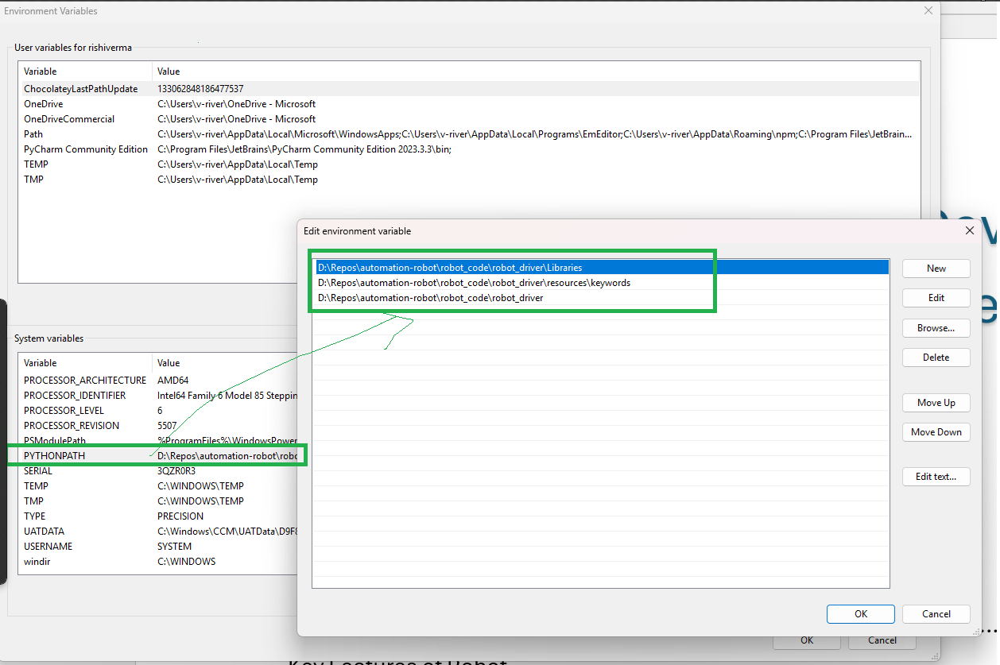 Environment Variables
User variables for rishiverma
Variable Value
ChocolateyLastPathUpdate 133062848186477537
OneDrive C:\Users\v-river\OneDrive - Microsoft
OneDriveCommercial C:\Users\v-river\OneDrive - Microsoft
Path C:\Users\v-river\AppData\Local\Microsoft\WindowsApps;C:\Users\v-river\AppData\Local\Programs\EmEditor;C:\Users\v-river\AppData\Roaming\npm;C:\Program Files\JetBrain...
PyCharm Community Edition C:\Program Files\JetBrains\PyCharm Community Edition 2023.3.3\bin;
TEMP C:\Users\v-river\AppData\Local\Temp
TMP C:\Users\v-river\AppData\Local\Temp
Edit environment variable
D:\Repos\automation-robot\robot_code\robot_driver\Libraries
D:\Repos\automation-robot\robot_code\robot_driver\resources\keywords
D:\Repos\automation-robot\robot_code\robot_driver
New
Edit
Browse...
Delete
Move Up
Move Down
Edit text...
OK Cancel
System variables
Variable Value
PROCESSOR_ARCHITECTURE AMD64
PROCESSOR_IDENTIFIER Intel64 Family 6 Model 85 Steppin
PROCESSOR_LEVEL 6
PROCESSOR_REVISION 5507
PSModulePath %ProgramFiles%\WindowsPower
PYTHONPATH D:\Repos\automation-robot\robo
SERIAL 3QZR0R3
TEMP C:\WINDOWS\TEMP
TMP C:\WINDOWS\TEMP
TYPE PRECISION
UATDATA C:\Windows\CCM\UATData\D9F8
USERNAME SYSTEM
windir C:\WINDOWS
OK Cancel